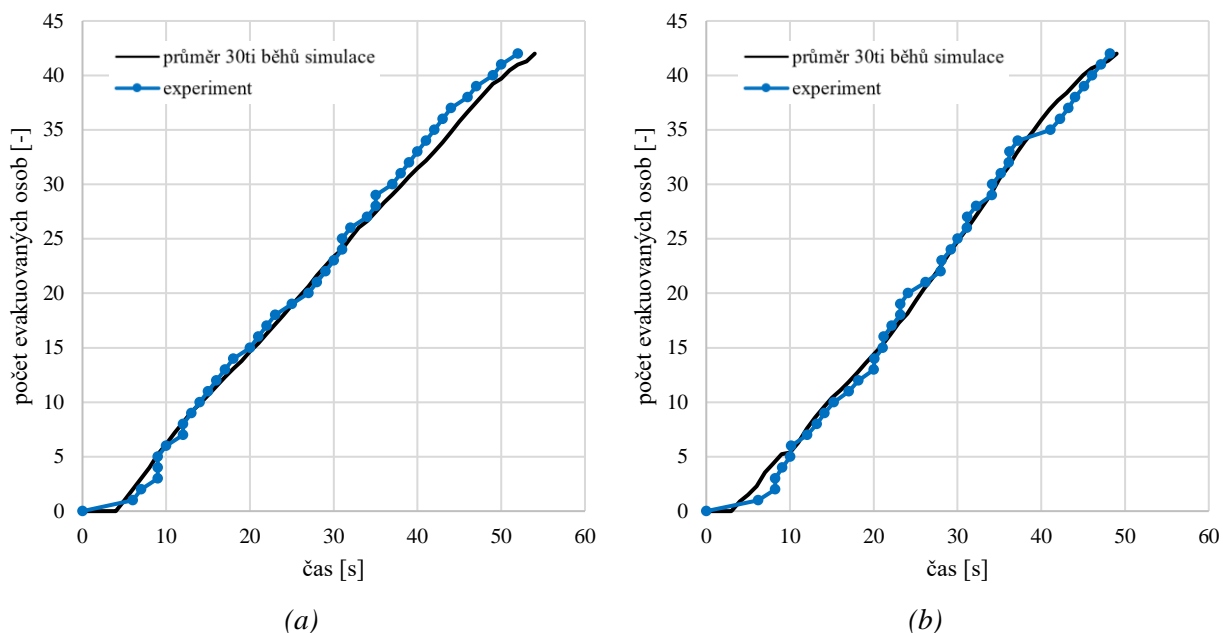 45
40
35
30
25
20
15
10
5
0
počet evakuovaných osob [-]
průměr 30ti běhů simulace
experiment
0 10 20 30 40 50 60
čas [s]
(a)
45
40
35
30
25
20
15
10
5
0
počet evakuovaných osob [-]
průměr 30ti běhů simulace
experiment
0 10 20 30 40 50 60
čas [s]
(b)